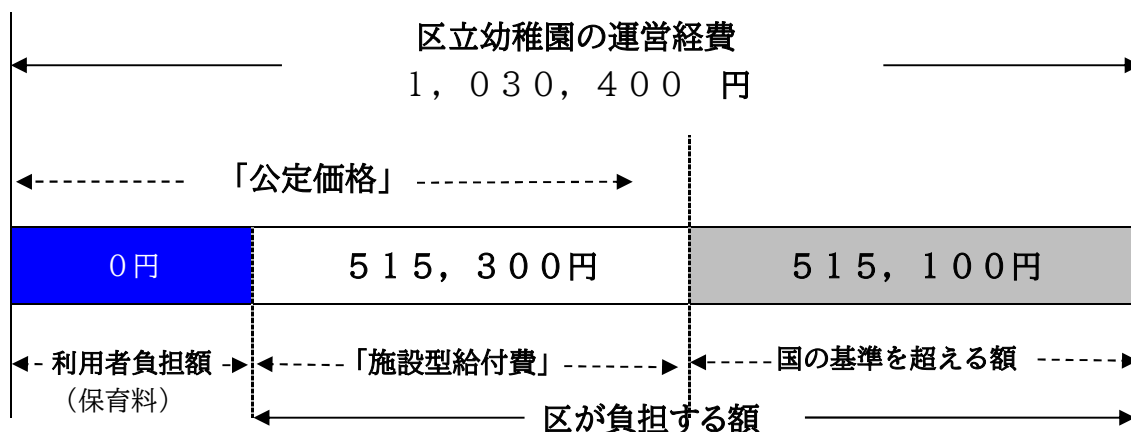 区立幼稚園の運営経費
１，０３０，４００ 円
「公定価格」
０円 ５１５，３００円 ５１５，１００円
利用者負担額 「施設型給付費」 国の基準を超える額
（保育料）
区が負担する額